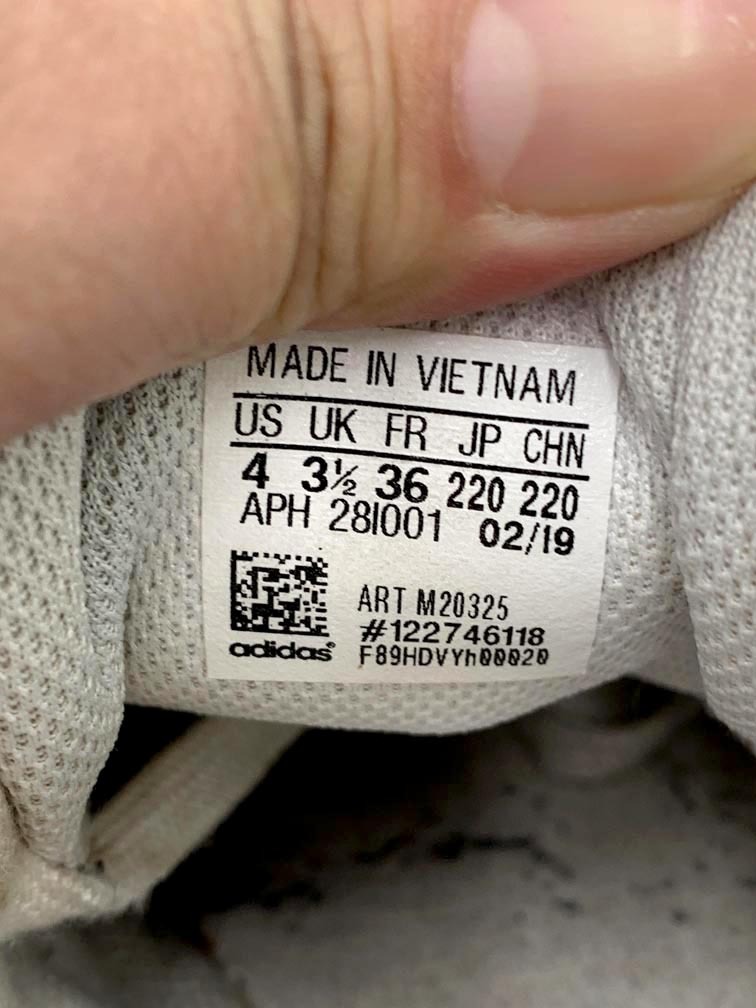 MADE IN VIETNAM
US UK FR JP CHN
4 3½ 36 220 220
APH 28I001 02/19
ART M20325
#122746118
adidas® F89HDVYh00020